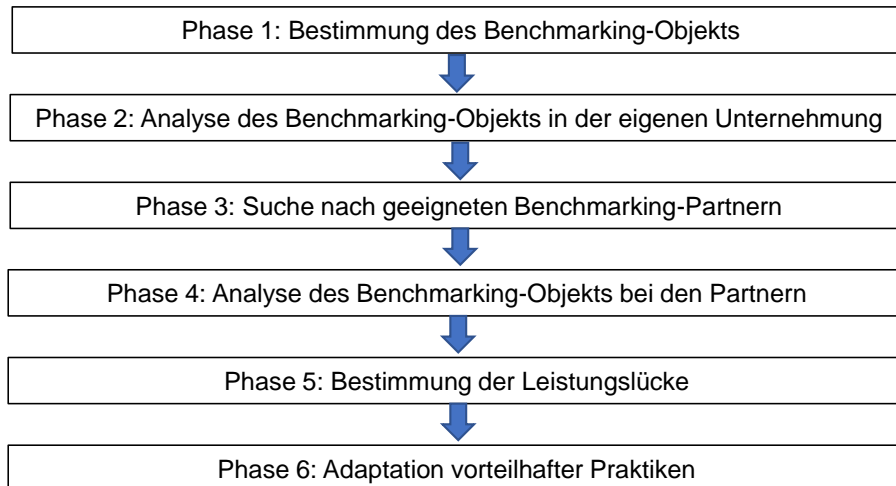 Phase 1: Bestimmung des Benchmarking-Objekts
Phase 2: Analyse des Benchmarking-Objekts in der eigenen Unternehmung
Phase 3: Suche nach geeigneten Benchmarking-Partnern
Phase 4: Analyse des Benchmarking-Objekts bei den Partnern
Phase 5: Bestimmung der Leistungslücke
Phase 6: Adaptation vorteilhafter Praktiken